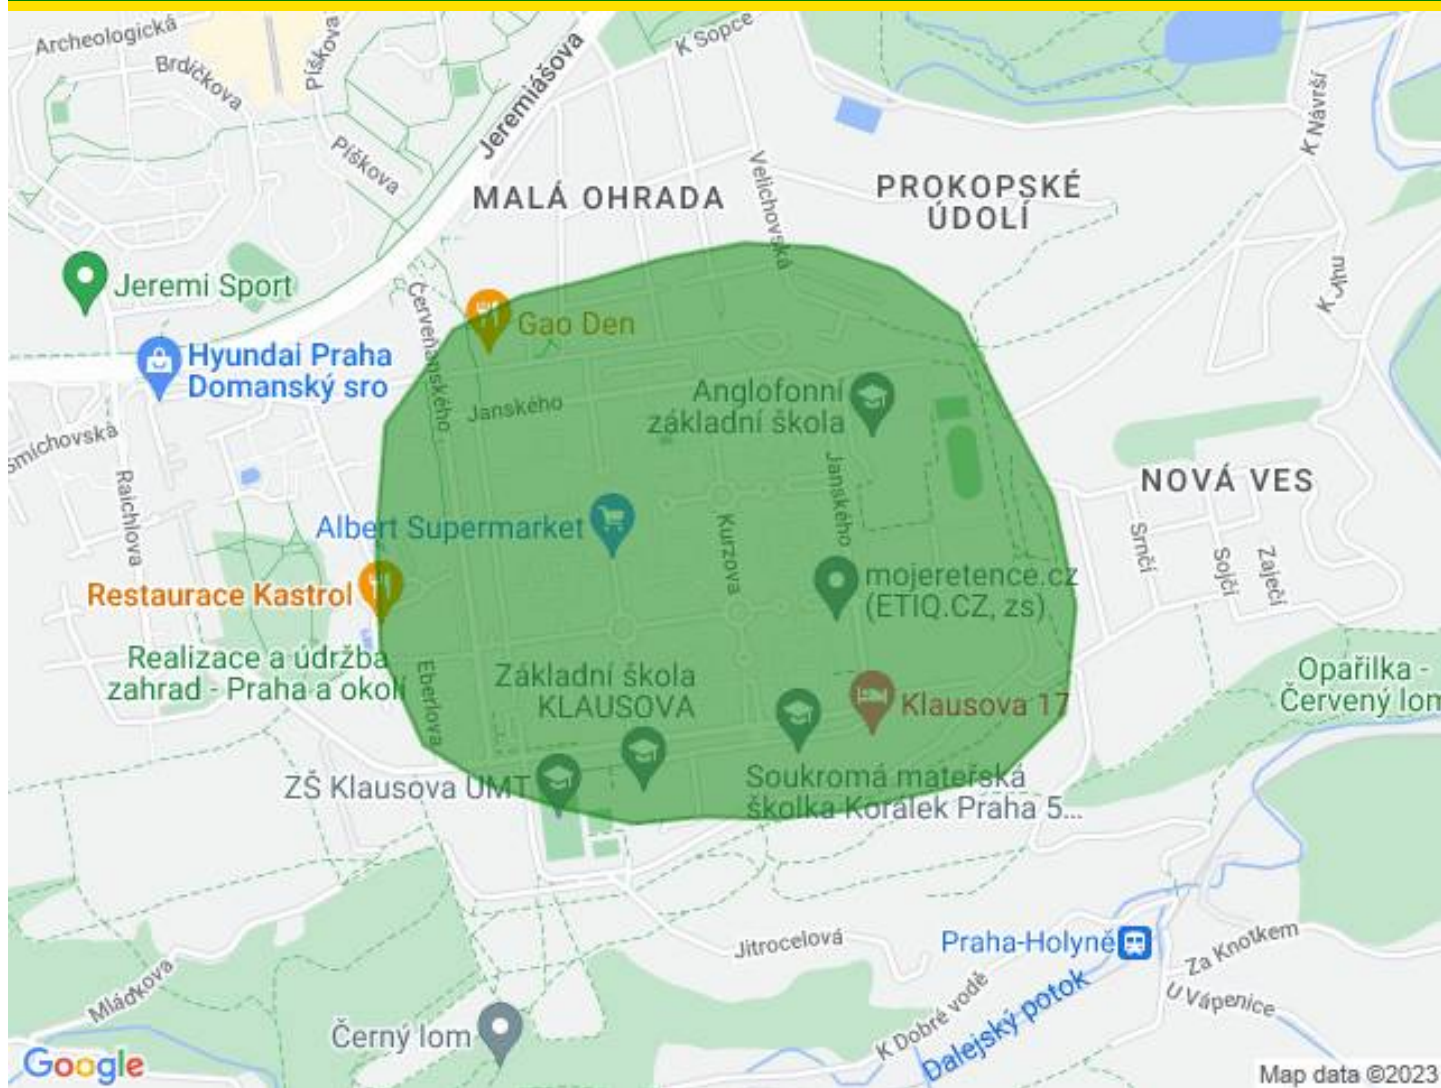 Archeologická
Píškova
K Sopce
Brdičkova
Jeremiášova
K Návrší
Píškova
Velichovská
MALÁ OHRADA
PROKOPSKÉ
ÚDOLÍ
Jeremi Sport
Červeňanského
Gao Den
Hyundai Praha
Domanský sro
Janského
Anglofonní
základní škola
Smíchovská
Raichlova
Janského
NOVÁ VES
Albert Supermarket
Kurzova
Srnčí
Sojčí
Zaječí
Restaurace Kastrol
mojeretence.cz
(ETIQ.CZ, zs)
Realizace a údržba
zahrad - Praha a okolí
Eberlova
Základní škola
KLAUSOVA
Klausova 17
Opařilka -
Červený lom
ZŠ Klausova UMT
Soukromá mateřská
školka Korálek Praha 5...
Jitrocelová
Praha-Holyně
Za Knotkem
U Vápenice
Mládkova
Černý lom
K Dobré vodě
Dalejský potok
Google
Map data ©2023